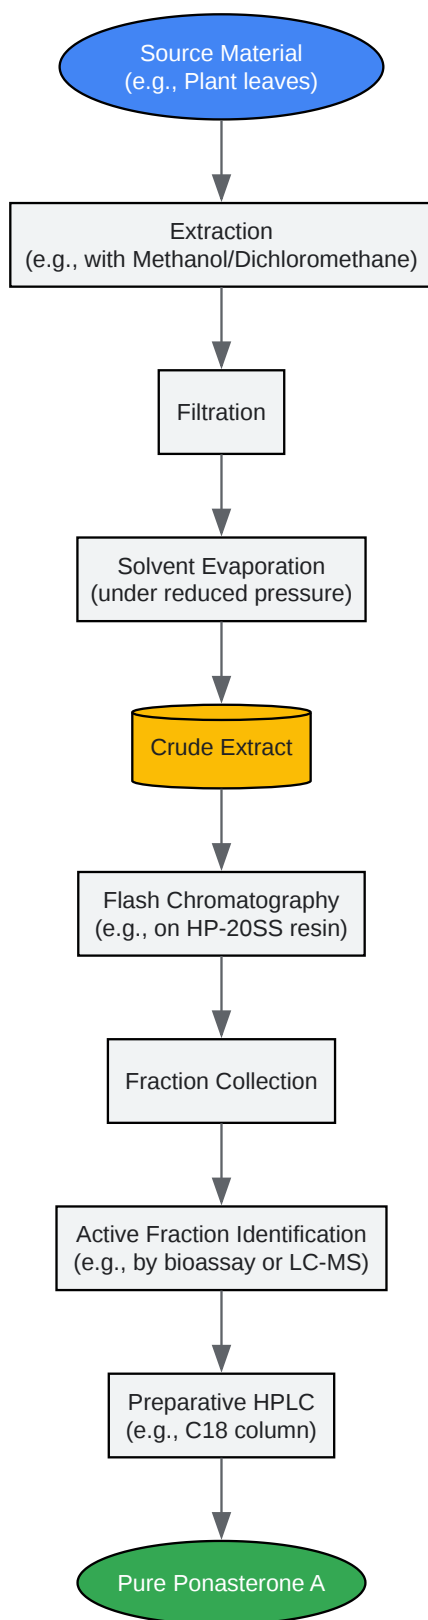 Source Material
(e.g., Plant leaves)
Extraction
(e.g., with Methanol/Dichloromethane)
Filtration
Solvent Evaporation
(under reduced pressure)
Crude Extract
Flash Chromatography
(e.g., on HP-20SS resin)
Fraction Collection
Active Fraction Identification
(e.g., by bioassay or LC-MS)
Preparative HPLC
(e.g., C18 column)
Pure Ponasterone A